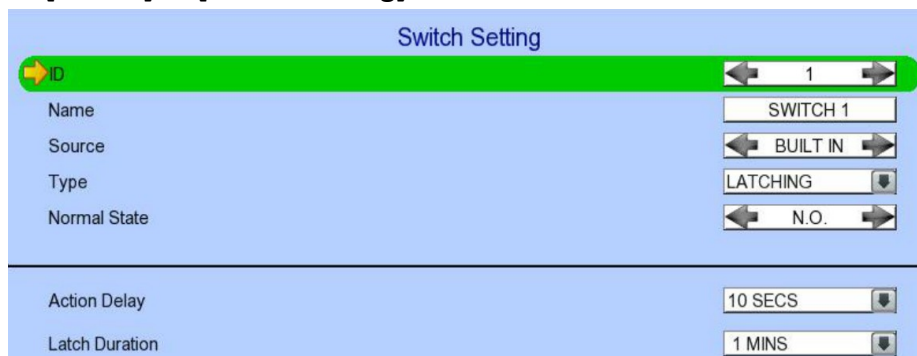 Switch Setting
ID 1
Name SWITCH 1
Source BUILT IN
Type LATCHING
Normal State N.O.
Action Delay 10 SECS
Latch Duration 1 MINS